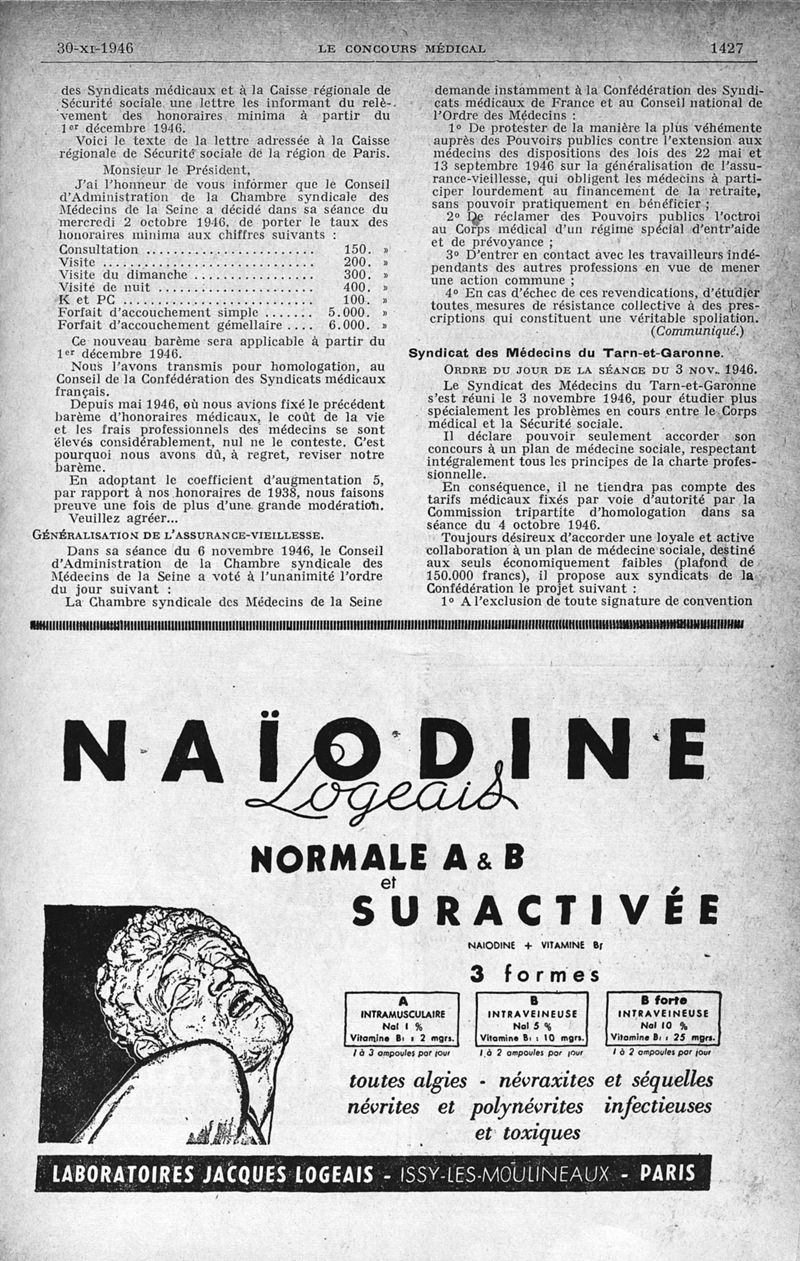 30-XI-1946 LE CONCOURS MÉDICAL 1427
des Syndicats médicaux et à la Caisse régionale de
Sécurité sociale une lettre les informant du relè-
vement des honoraires minima à partir du
1er décembre 1946.
Voici le texte de la lettre adressée à la Caisse
régionale de Sécurité sociale de la région de Paris.
Monsieur le Président,
J'ai l'honneur de vous informer que le Conseil
d'Administration de la Chambre syndicale des
Médecins de la Seine a décidé dans sa séance du
mercredi 2 octobre 1946, de porter le taux des
honoraires minima aux chiffres suivants :
Consultation ........................ 150. »
Visite .............................. 200. »
Visite du dimanche ................. 300. »
Visite de nuit ...................... 400. »
K et PC ........................... 100. »
Forfait d'accouchement simple ....... 5.000. »
Forfait d'accouchement gémellaire .... 6.000. »
Ce nouveau barème sera applicable à partir du
1er décembre 1946.
Nous l'avons transmis pour homologation, au
Conseil de la Confédération des Syndicats médicaux
français.
Depuis mai 1946, où nous avions fixé le précédent
barème d'honoraires médicaux, le coût de la vie
et les frais professionnels des médecins se sont
élevés considérablement, nul ne le conteste. C'est
pourquoi nous avons dû, à regret, reviser notre
barème.
En adoptant le coefficient d'augmentation 5,
par rapport à nos honoraires de 1938, nous faisons
preuve une fois de plus d'une grande modération.
Veuillez agréer...
GÉNÉRALISATION DE L'ASSURANCE-VIEILLESSE.
Dans sa séance du 6 novembre 1946, le Conseil
d'Administration de la Chambre syndicale des
Médecins de la Seine a voté à l'unanimité l'ordre
du jour suivant :
La Chambre syndicale des Médecins de la Seine
demande instamment à la Confédération des Syndi-
cats médicaux de France et au Conseil national de
l'Ordre des Médecins :
1º De protester de la manière la plus véhémente
auprès des Pouvoirs publics contre l'extension aux
médecins des dispositions des lois des 22 mai et
13 septembre 1946 sur la généralisation de l'assu-
rance-vieillesse, qui obligent les médecins à parti-
ciper lourdement au financement de la retraite,
sans pouvoir pratiquement en bénéficier ;
2º De réclamer des Pouvoirs publics l'octroi
au Corps médical d'un régime spécial d'entr'aide
et de prévoyance ;
3º D'entrer en contact avec les travailleurs indé-
pendants des autres professions en vue de mener
une action commune ;
4º En cas d'échec de ces revendications, d'étudier
toutes mesures de résistance collective à des pres-
criptions qui constituent une véritable spoliation.
(Communiqué.)
Syndicat des Médecins du Tarn-et-Garonne.
ORDRE DU JOUR DE LA SÉANCE DU 3 NOV. 1946.
Le Syndicat des Médecins du Tarn-et-Garonne
s'est réuni le 3 novembre 1946, pour étudier plus
spécialement les problèmes en cours entre le Corps
médical et la Sécurité sociale.
Il déclare pouvoir seulement accorder son
concours à un plan de médecine sociale, respectant
intégralement tous les principes de la charte profes-
sionnelle.
En conséquence, il ne tiendra pas compte des
tarifs médicaux fixés par voie d'autorité par la
Commission tripartite d'homologation dans sa
séance du 4 octobre 1946.
Toujours désireux d'accorder une loyale et active
collaboration à un plan de médecine sociale, destiné
aux seuls économiquement faibles (plafond de
150.000 francs), il propose aux syndicats de la
Confédération le projet suivant :
1º A l'exclusion de toute signature de convention
NAÏODINE
Logeais
NORMALE A & B
et
SURACTIVÉE
NAIODINE + VITAMINE B1
3 formes
A
INTRAMUSCULAIRE
NaI 1 %
Vitamine B1 : 2 mgrs.
1 à 3 ampoules par jour
B
INTRAVEINEUSE
NaI 5 %
Vitamine B1 : 10 mgrs.
1 à 2 ampoules par jour
B forte
INTRAVEINEUSE
NaI 10 %
Vitamine B1 : 25 mgrs.
1 à 2 ampoules par jour
toutes algies - névraxites et séquelles
névrites et polynévrites infectieuses
et toxiques
LABORATOIRES JACQUES LOGEAIS - ISSY-LES-MOULINEAUX - PARIS